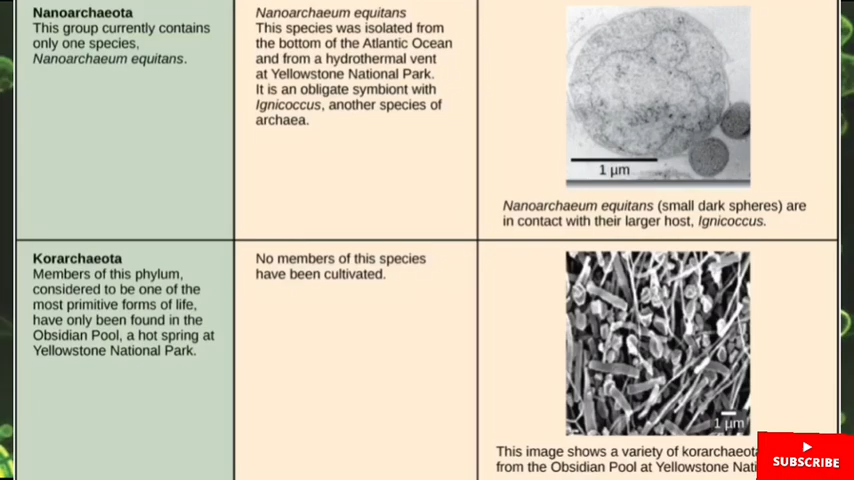 Nanoarchaeota
This group currently contains
only one species,
Nanoarchaeum equitans.
Nanoarchaeum equitans
This species was isolated from
the bottom of the Atlantic Ocean
and from a hydrothermal vent
at Yellowstone National Park.
It is an obligate symbiont with
Ignicoccus, another species of
archaea.
1 μm
Nanoarchaeum equitans (small dark spheres) are
in contact with their larger host, Ignicoccus.
Korarchaeota
Members of this phylum,
considered to be one of the
most primitive forms of life,
have only been found in the
Obsidian Pool, a hot spring at
Yellowstone National Park.
No members of this species
have been cultivated.
1 μm
This image shows a variety of korarchaeota
from the Obsidian Pool at Yellowstone Nati
SUBSCRIBE